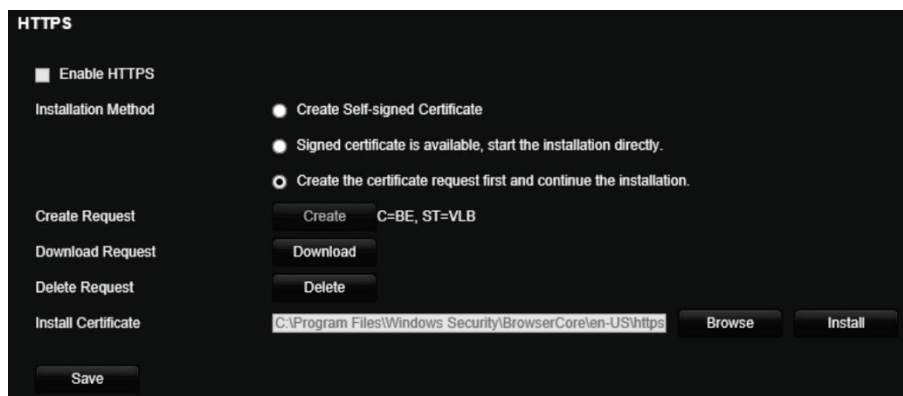 HTTPS
Enable HTTPS
Installation Method
Create Self-signed Certificate
Signed certificate is available, start the installation directly.
Create the certificate request first and continue the installation.
Create Request Create C=BE, ST=VLB
Download Request Download
Delete Request Delete
Install Certificate C:\Program Files\Windows Security\BrowserCore\en-US\https Browse Install
Save